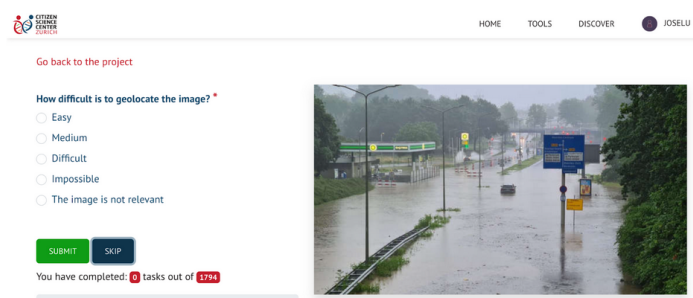 CITIZEN
SCIENCE
CENTER
ZURICH
HOME
TOOLS
DISCOVER
JOSELU
Go back to the project
How difficult is to geolocate the image? *
Easy
Medium
Difficult
Impossible
The image is not relevant
SUBMIT
SKIP
You have completed: 0 tasks out of 1794